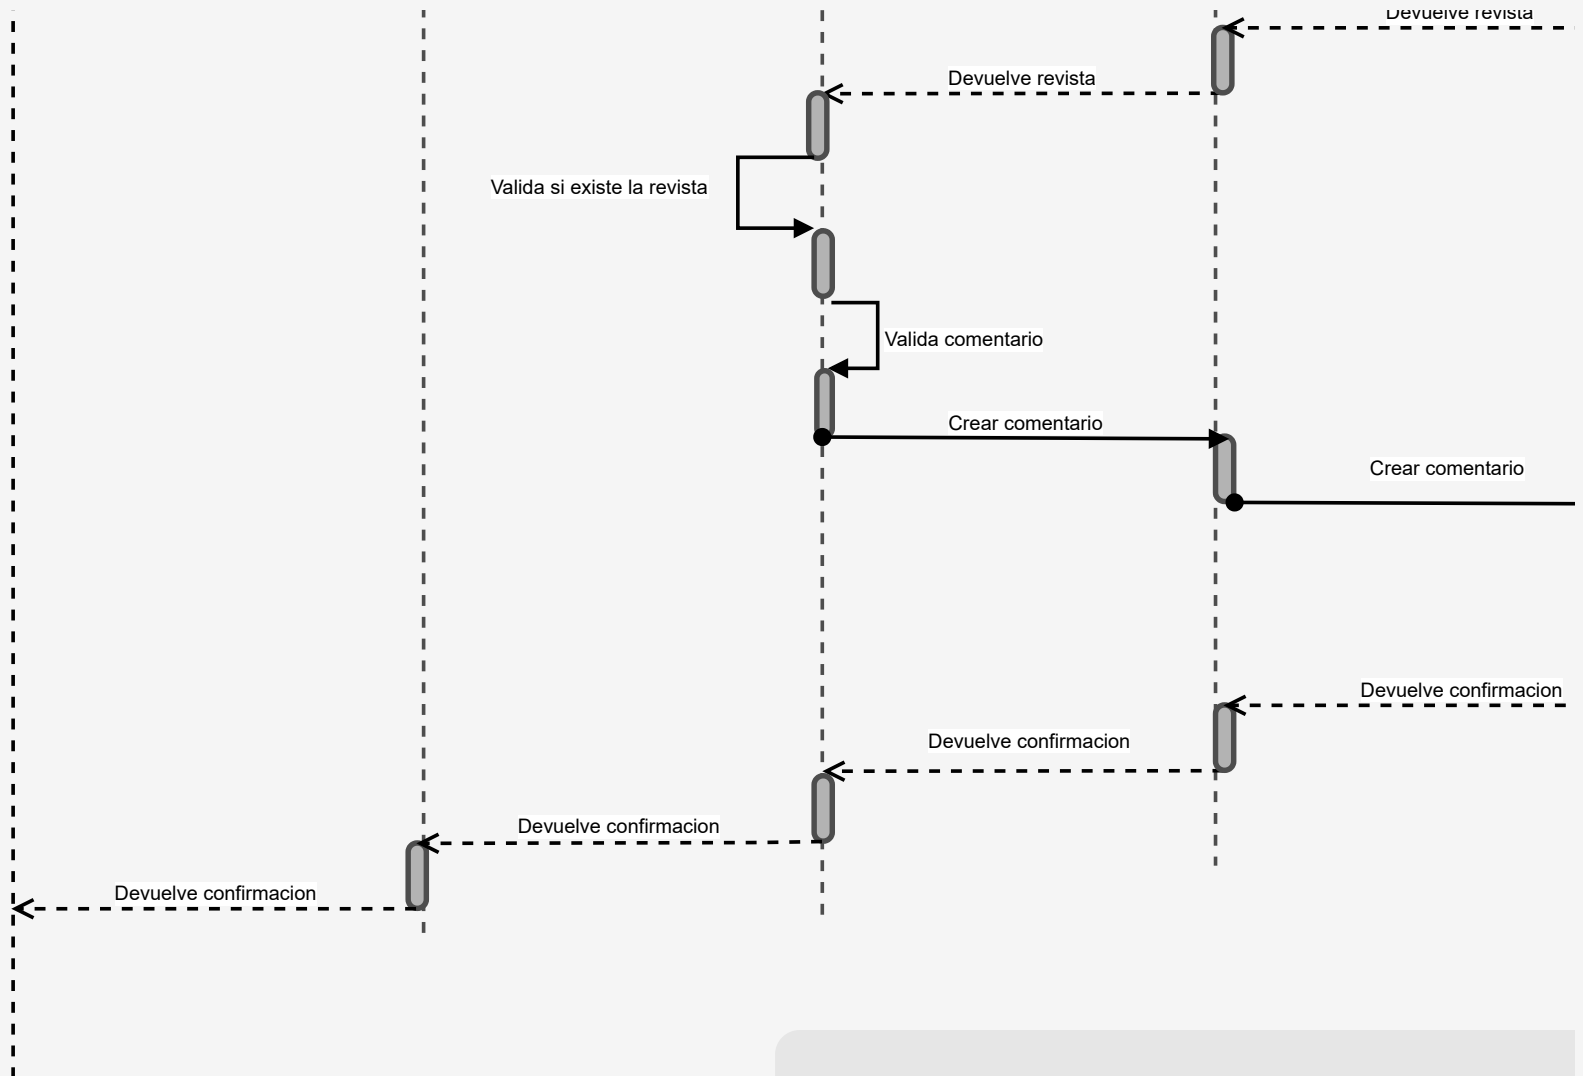 Devuelve revista
Devuelve revista
Valida si existe la revista
Valida comentario
Crear comentario
Crear comentario
Devuelve confirmacion
Devuelve confirmacion
Devuelve confirmacion
Devuelve confirmacion